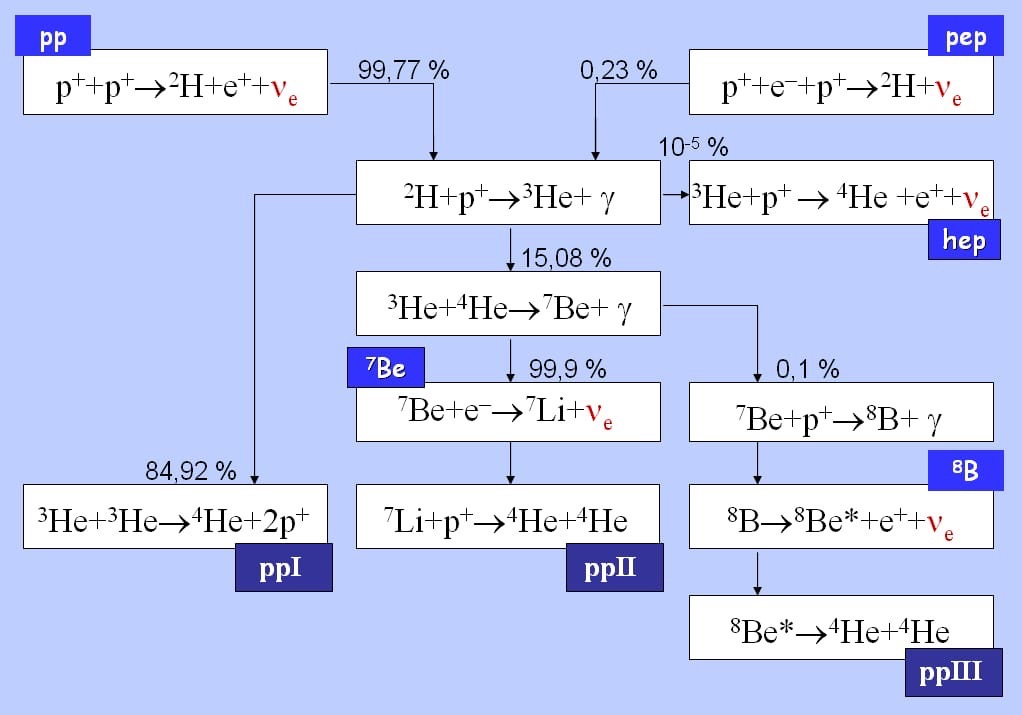 pp
pep
p⁺+p⁺→²H+e⁺+νₑ
99,77 %
0,23 %
p⁺+e⁻+p⁺→²H+νₑ
10⁻⁵ %
²H+p⁺→³He+ γ
³He+p⁺ → ⁴He +e⁺+νₑ
hep
15,08 %
³He+⁴He→⁷Be+ γ
⁷Be
99,9 %
0,1 %
⁷Be+e⁻→⁷Li+νₑ
⁷Be+p⁺→⁸B+ γ
84,92 %
⁸B
³He+³He→⁴He+2p⁺
⁷Li+p⁺→⁴He+⁴He
⁸B→⁸Be*+e⁺+νₑ
ppI
ppII
⁸Be*→⁴He+⁴He
ppIII